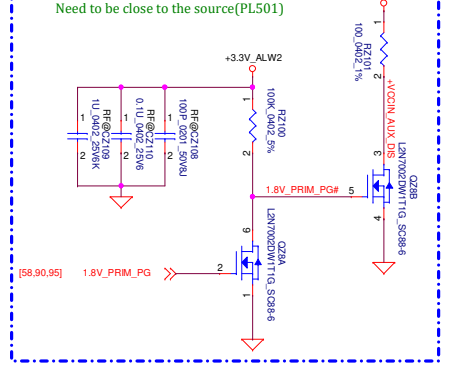 Need to be close to the source(PL501)
+3.3V_ALW2
1
2
RF@CZ109
1U_0402_25V6K
1
2
RF@CZ110
0.1U_0402_25V6
1
2
RF@CZ108
100P_0201_50V8J
1
2
RZ100
100K_0402_5%
1
2
RZ101
100_0402_1%
+VCCIN_AUX_DIS
1.8V_PRIM_PG#
5
3
4
QZ8B
L2N7002DW1T1G_SC88-6
[58,90,95]
1.8V_PRIM_PG
2
6
1
QZ8A
L2N7002DW1T1G_SC88-6